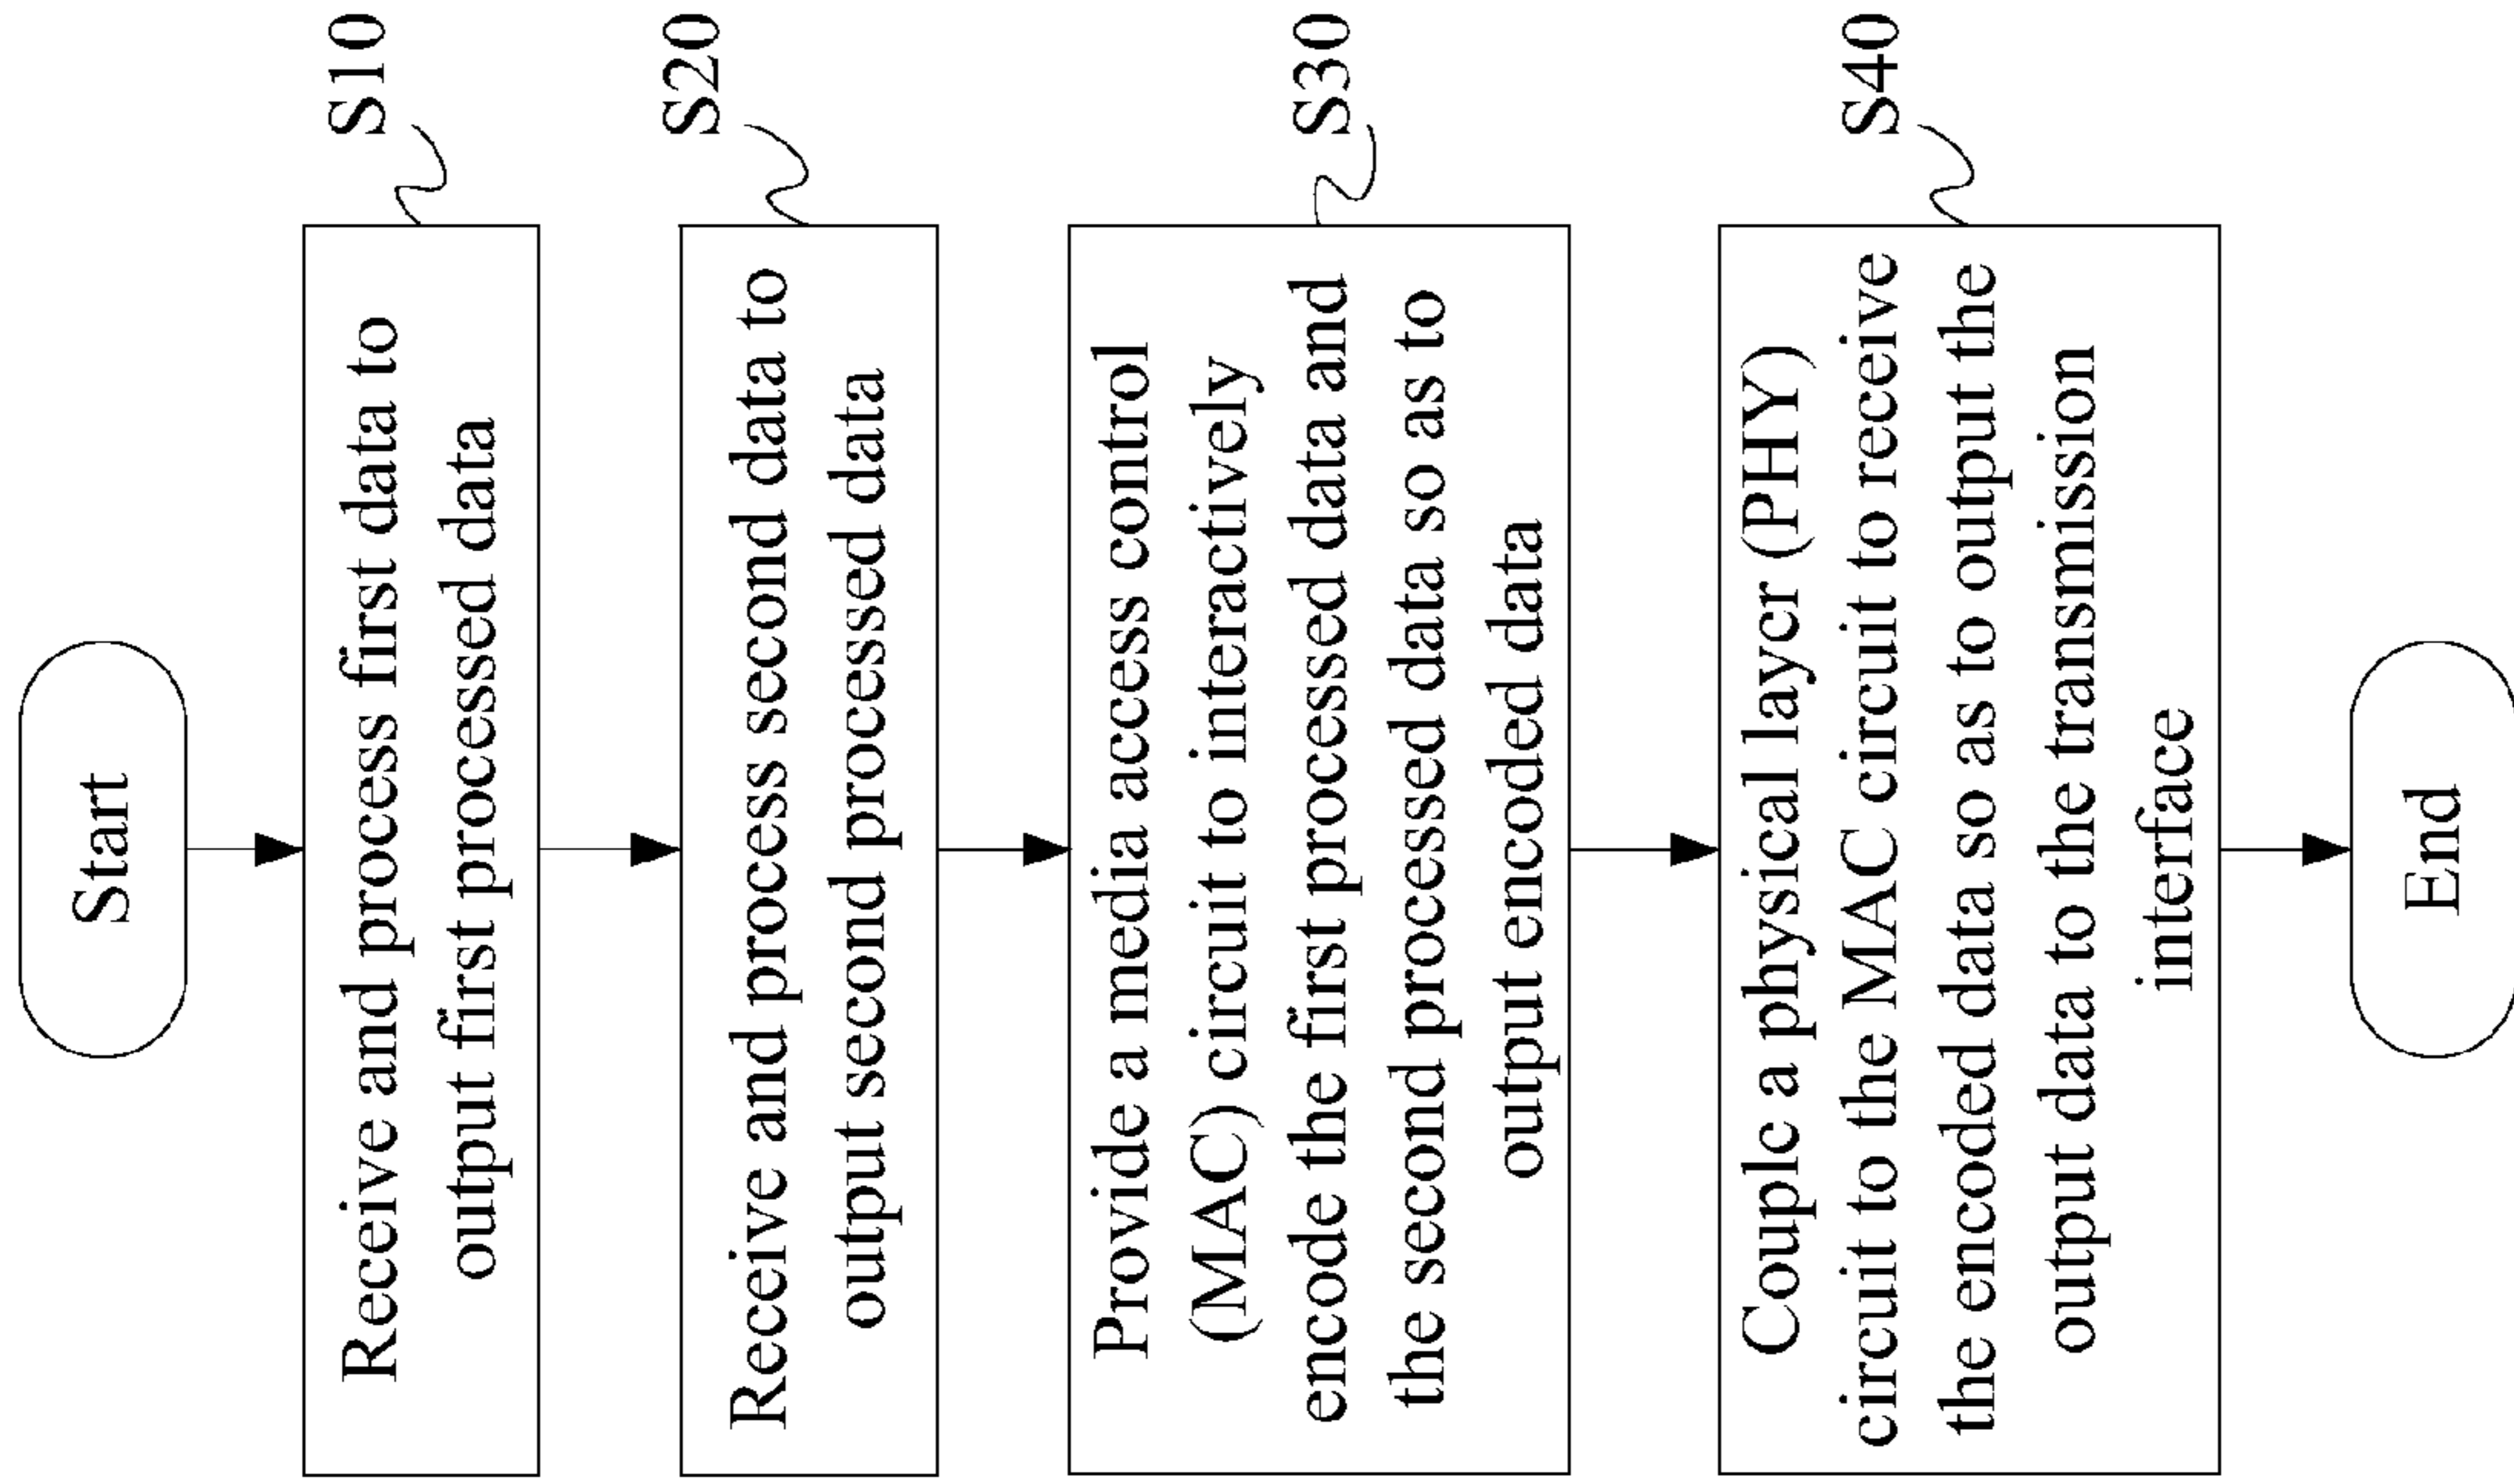 Start
S10
Receive and process first data to
output first processed data
S20
Receive and process second data to
output second processed data
S30
Provide a media access control
(MAC) circuit to interactively
encode the first processed data and
the second processed data so as to
output encoded data
S40
Couple a physical layer (PHY)
circuit to the MAC circuit to receive
the encoded data so as to output the
output data to the transmission
interface
End